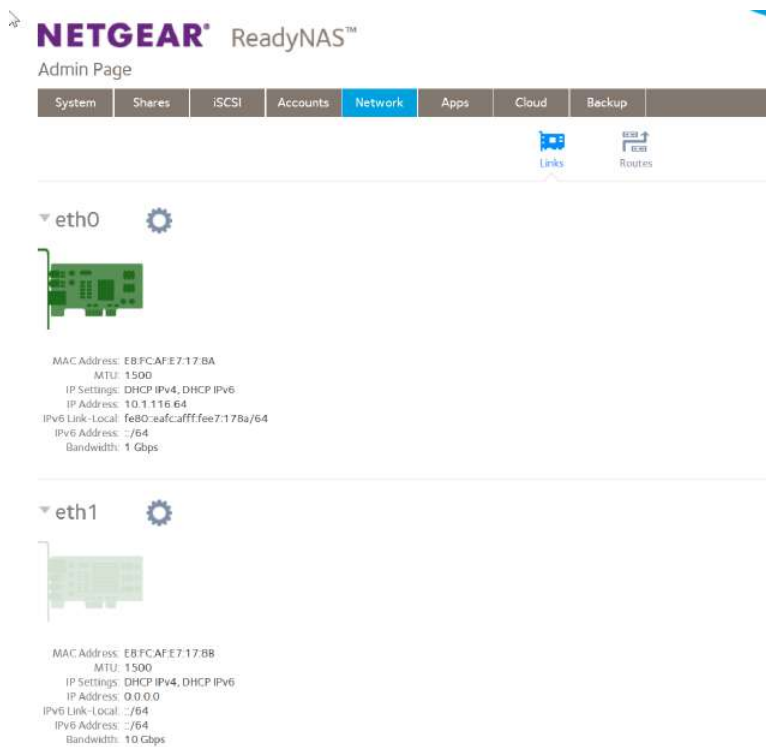 NETGEAR® ReadyNAS™
Admin Page
System Shares iSCSI Accounts Network Apps Cloud Backup
Links Routes
eth0
MAC Address: E8:FC:AF:E7:17:8A
MTU: 1500
IP Settings: DHCP IPv4, DHCP IPv6
IP Address: 10.1.116.64
IPv6 Link-Local: fe80::eafc:afff:fee7:178a/64
IPv6 Address: ::/64
Bandwidth: 1 Gbps
eth1
MAC Address: E8:FC:AF:E7:17:8B
MTU: 1500
IP Settings: DHCP IPv4, DHCP IPv6
IP Address: 0.0.0.0
IPv6 Link-Local: ::/64
IPv6 Address: ::/64
Bandwidth: 10 Gbps